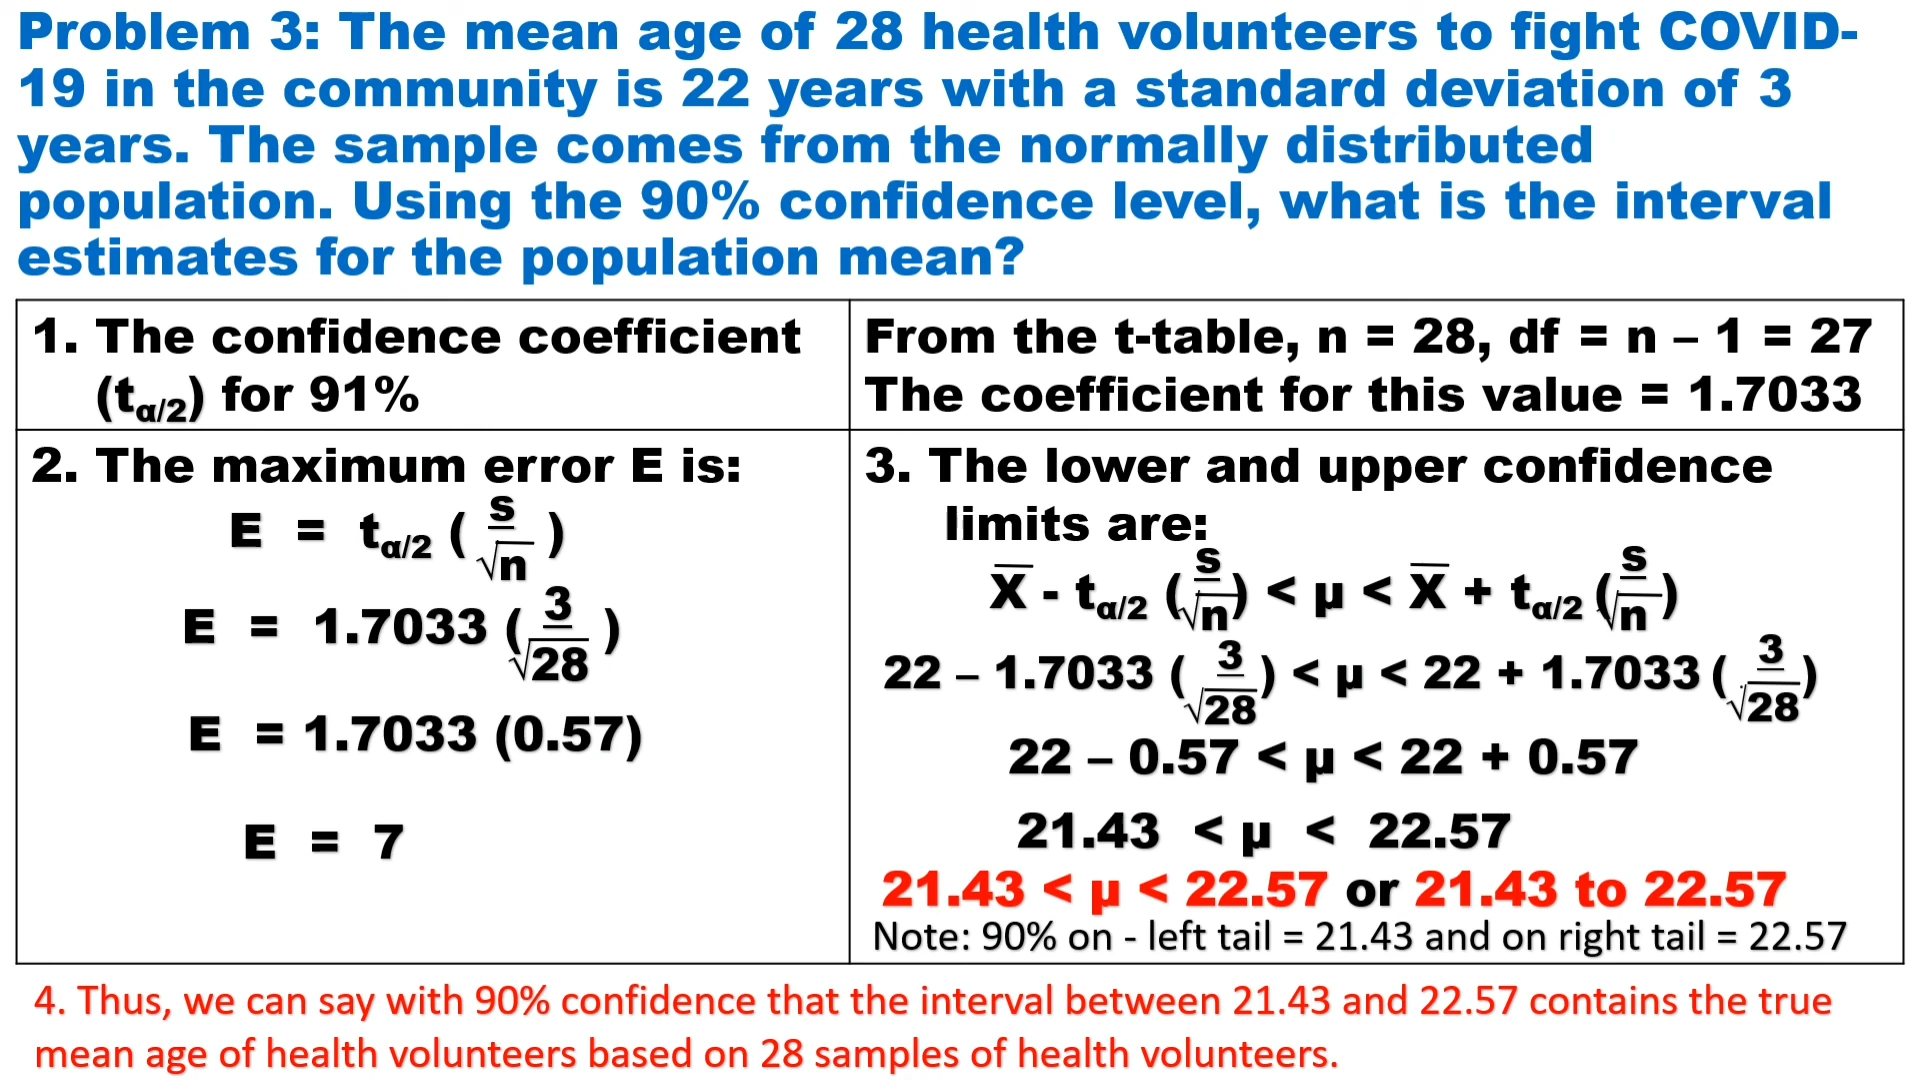 Problem 3: The mean age of 28 health volunteers to fight COVID-
19 in the community is 22 years with a standard deviation of 3
years. The sample comes from the normally distributed
population. Using the 90% confidence level, what is the interval
estimates for the population mean?
1. The confidence coefficient
(tα/2) for 91%
From the t-table, n = 28, df = n – 1 = 27
The coefficient for this value = 1.7033
2. The maximum error E is:
E = tα/2 ( s/√n )
E = 1.7033 ( 3/√28 )
E = 1.7033 (0.57)
E = 7
3. The lower and upper confidence
limits are:
X̅ - tα/2 (s/√n) < μ < X̅ + tα/2 (s/√n)
22 – 1.7033 ( 3/√28 ) < μ < 22 + 1.7033 ( 3/√28 )
22 – 0.57 < μ < 22 + 0.57
21.43 < μ < 22.57
21.43 < μ < 22.57 or 21.43 to 22.57
Note: 90% on - left tail = 21.43 and on right tail = 22.57
4. Thus, we can say with 90% confidence that the interval between 21.43 and 22.57 contains the true
mean age of health volunteers based on 28 samples of health volunteers.